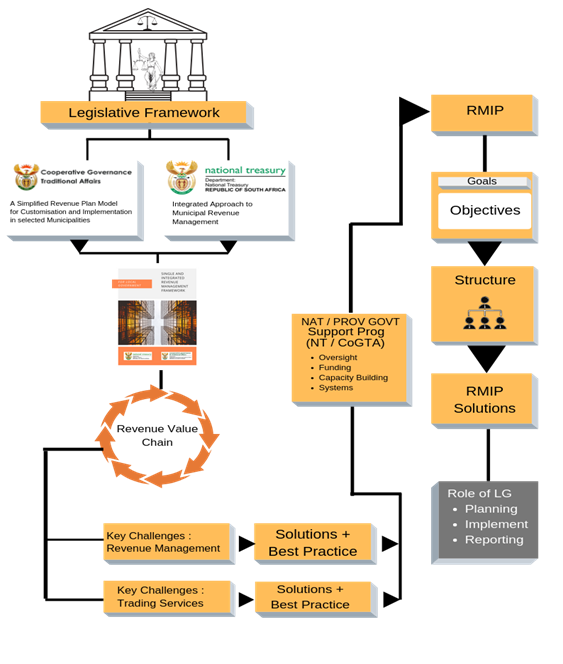 Legislative Framework
Cooperative Governance
Traditional Affairs
A Simplified Revenue Plan Model
for Customisation and Implementation
in selected Municipalities
national treasury
Department:
National Treasury
REPUBLIC OF SOUTH AFRICA
Integrated Approach to
Municipal Revenue
Management
SINGLE AND
INTEGRATED
REVENUE
MANAGEMENT
FRAMEWORK
Revenue Value
Chain
Key Challenges :
Revenue Management
Solutions +
Best Practice
Key Challenges :
Trading Services
Solutions +
Best Practice
NAT / PROV GOVT
Support Prog
(NT / CoGTA)
• Oversight
• Funding
• Capacity Building
• Systems
RMIP
Goals
Objectives
Structure
RMIP
Solutions
Role of LG
• Planning
• Implement
• Reporting